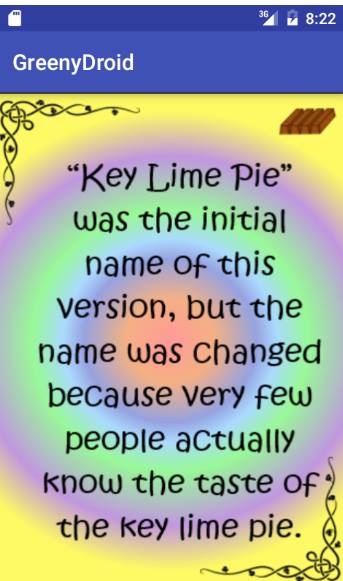 3G 8:22
GreenyDroid
“Key Lime Pie”
was the initial
name of this
version, but the
name was changed
because very few
people actually
know the taste of
the key lime pie.